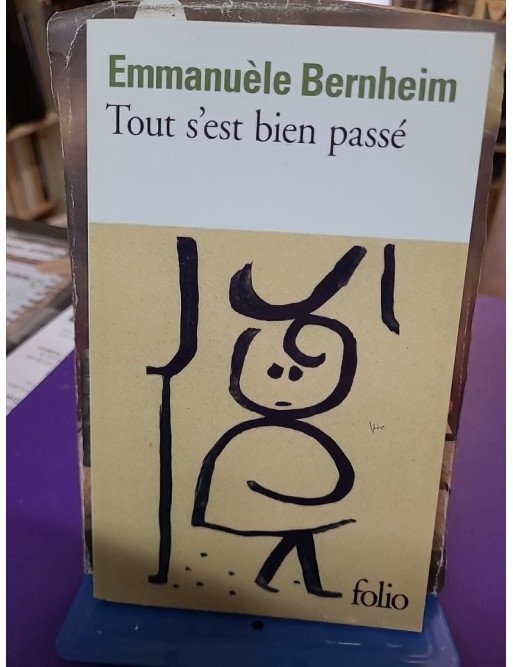 Emmanuèle Bernheim
Tout s'est bien passé
folio